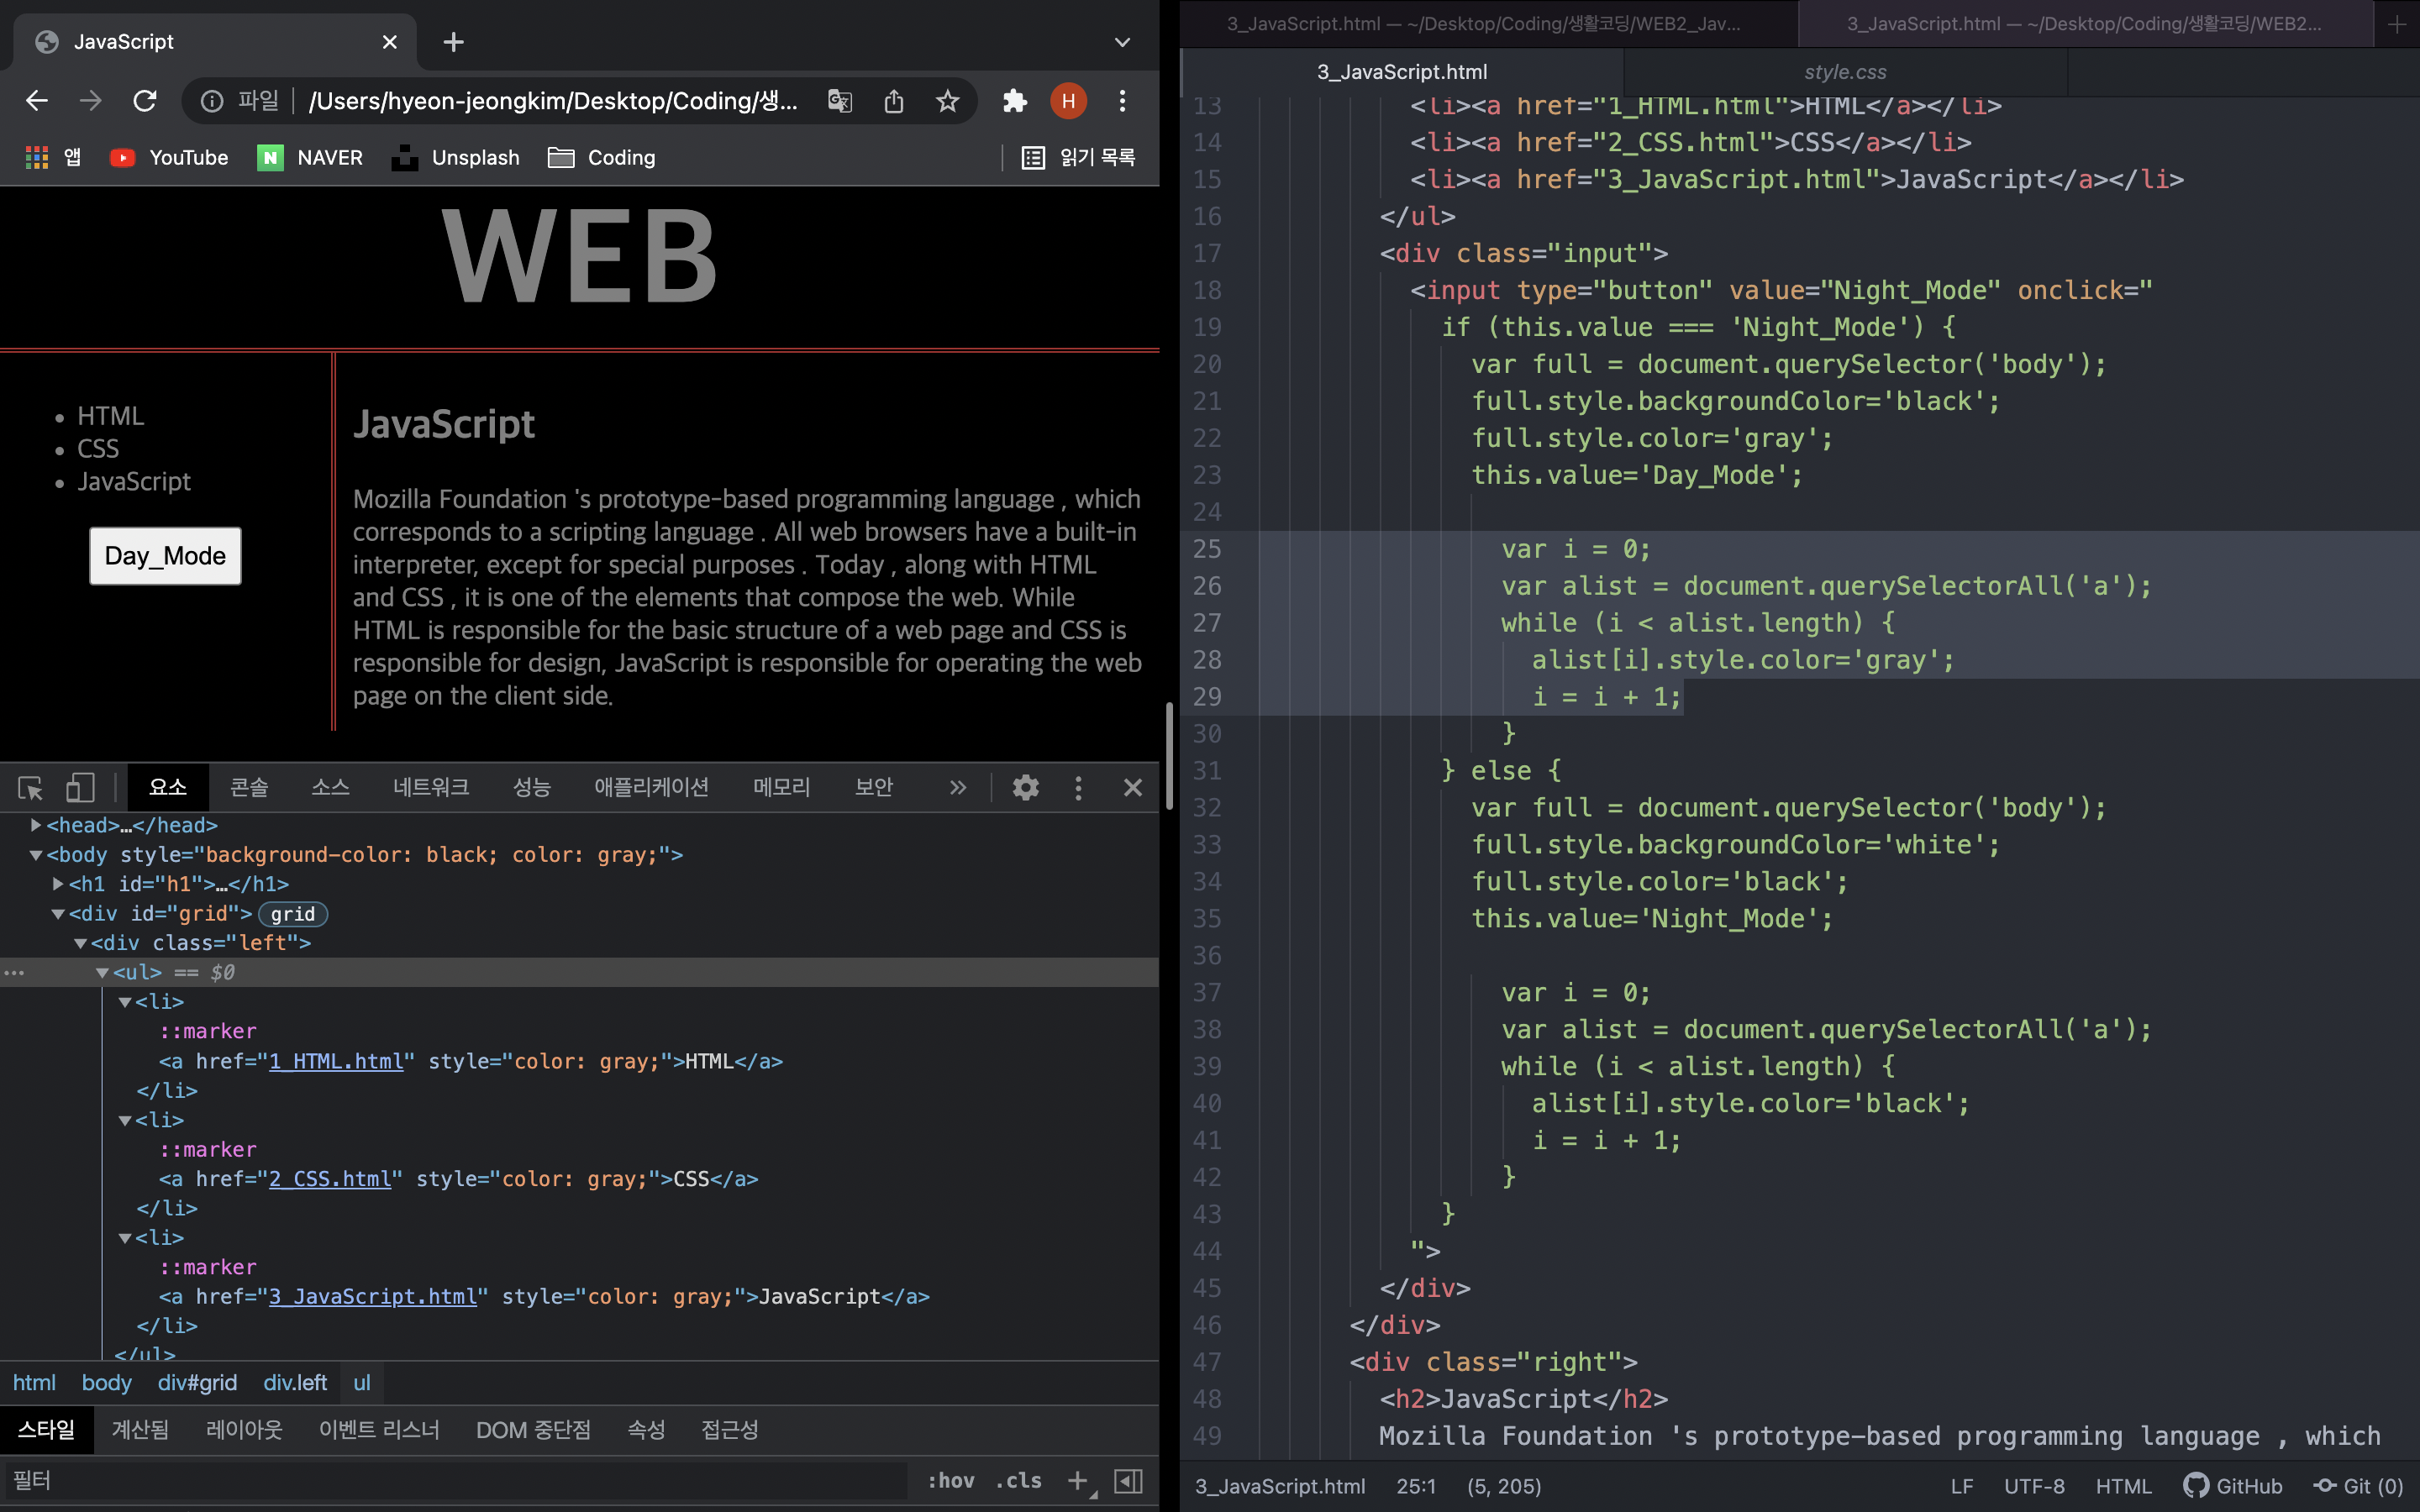 JavaScript
파일 /Users/hyeon-jeongkim/Desktop/Coding/생... H
앱 YouTube N NAVER Unsplash Coding 읽기 목록
WEB
HTML
CSS
JavaScript
Day_Mode
JavaScript
Mozilla Foundation 's prototype-based programming language , which
corresponds to a scripting language . All web browsers have a built-in
interpreter, except for special purposes . Today , along with HTML
and CSS , it is one of the elements that compose the web. While
HTML is responsible for the basic structure of a web page and CSS is
responsible for design, JavaScript is responsible for operating the web
page on the client side.
요소 콘솔 소스 네트워크 성능 애플리케이션 메모리 보안 »
<head>…</head>
<body style="background-color: black; color: gray;">
<h1 id="h1">…</h1>
<div id="grid"> grid
<div class="left">
… <ul> == $0
<li>
::marker
<a href="1_HTML.html" style="color: gray;">HTML</a>
</li>
<li>
::marker
<a href="2_CSS.html" style="color: gray;">CSS</a>
</li>
<li>
::marker
<a href="3_JavaScript.html" style="color: gray;">JavaScript</a>
</li>
</ul>
html body div#grid div.left ul
스타일 계산됨 레이아웃 이벤트 리스너 DOM 중단점 속성 접근성
필터 :hov .cls +
3_JavaScript.html — ~/Desktop/Coding/생활코딩/WEB2_Jav... 3_JavaScript.html — ~/Desktop/Coding/생활코딩/WEB2...
3_JavaScript.html style.css
13 <li><a href="1_HTML.html">HTML</a></li>
14 <li><a href="2_CSS.html">CSS</a></li>
15 <li><a href="3_JavaScript.html">JavaScript</a></li>
16 </ul>
17 <div class="input">
18 <input type="button" value="Night_Mode" onclick="
19 if (this.value === 'Night_Mode') {
20 var full = document.querySelector('body');
21 full.style.backgroundColor='black';
22 full.style.color='gray';
23 this.value='Day_Mode';
24
25 var i = 0;
26 var alist = document.querySelectorAll('a');
27 while (i < alist.length) {
28 alist[i].style.color='gray';
29 i = i + 1;
30 }
31 } else {
32 var full = document.querySelector('body');
33 full.style.backgroundColor='white';
34 full.style.color='black';
35 this.value='Night_Mode';
36
37 var i = 0;
38 var alist = document.querySelectorAll('a');
39 while (i < alist.length) {
40 alist[i].style.color='black';
41 i = i + 1;
42 }
43 }
44 ">
45 </div>
46 </div>
47 <div class="right">
48 <h2>JavaScript</h2>
49 Mozilla Foundation 's prototype-based programming language , which
3_JavaScript.html 25:1 (5, 205) LF UTF-8 HTML GitHub Git (0)